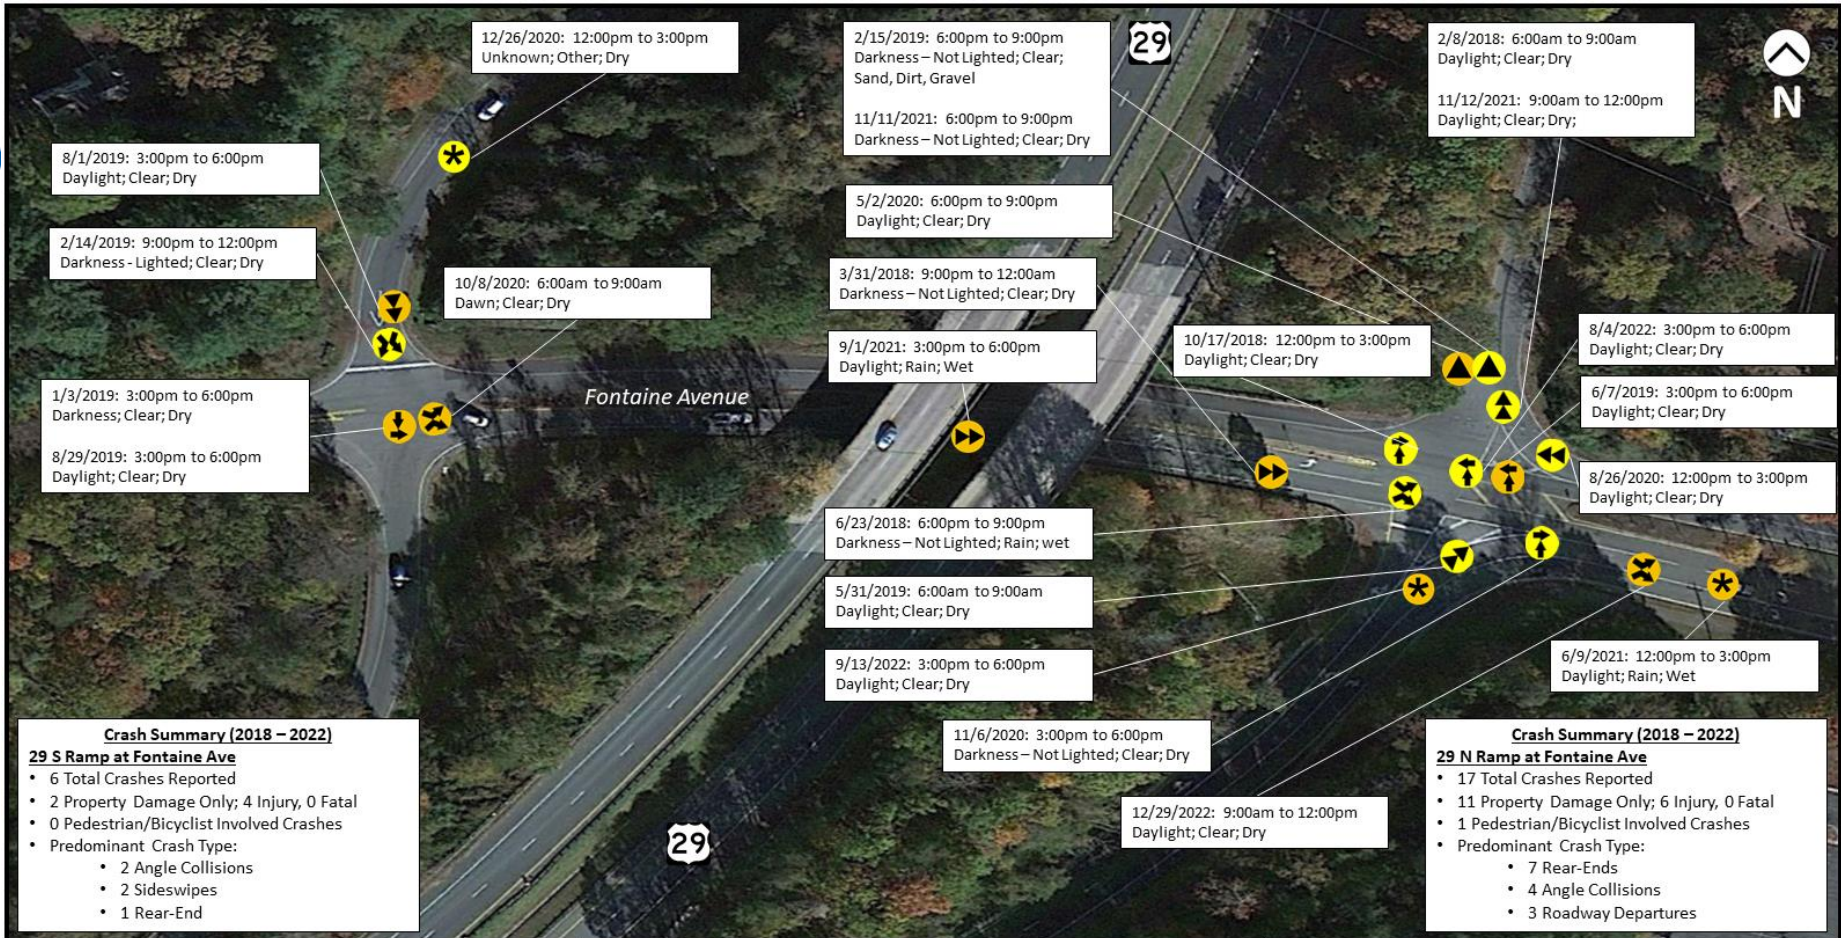 12/26/2020: 12:00pm to 3:00pm
Unknown; Other; Dry
2/15/2019: 6:00pm to 9:00pm
Darkness – Not Lighted; Clear;
Sand, Dirt, Gravel
11/11/2021: 6:00pm to 9:00pm
Darkness – Not Lighted; Clear; Dry
29
2/8/2018: 6:00am to 9:00am
Daylight; Clear; Dry
11/12/2021: 9:00am to 12:00pm
Daylight; Clear; Dry;
N
8/1/2019: 3:00pm to 6:00pm
Daylight; Clear; Dry
5/2/2020: 6:00pm to 9:00pm
Daylight; Clear; Dry
2/14/2019: 9:00pm to 12:00pm
Darkness - Lighted; Clear; Dry
10/8/2020: 6:00am to 9:00am
Dawn; Clear; Dry
3/31/2018: 9:00pm to 12:00am
Darkness – Not Lighted; Clear; Dry
9/1/2021: 3:00pm to 6:00pm
Daylight; Rain; Wet
10/17/2018: 12:00pm to 3:00pm
Daylight; Clear; Dry
8/4/2022: 3:00pm to 6:00pm
Daylight; Clear; Dry
1/3/2019: 3:00pm to 6:00pm
Darkness; Clear; Dry
8/29/2019: 3:00pm to 6:00pm
Daylight; Clear; Dry
Fontaine Avenue
6/7/2019: 3:00pm to 6:00pm
Daylight; Clear; Dry
8/26/2020: 12:00pm to 3:00pm
Daylight; Clear; Dry
6/23/2018: 6:00pm to 9:00pm
Darkness – Not Lighted; Rain; wet
5/31/2019: 6:00am to 9:00am
Daylight; Clear; Dry
9/13/2022: 3:00pm to 6:00pm
Daylight; Clear; Dry
6/9/2021: 12:00pm to 3:00pm
Daylight; Rain; Wet
11/6/2020: 3:00pm to 6:00pm
Darkness – Not Lighted; Clear; Dry
12/29/2022: 9:00am to 12:00pm
Daylight; Clear; Dry
29
Crash Summary (2018 – 2022)
29 S Ramp at Fontaine Ave
• 6 Total Crashes Reported
• 2 Property Damage Only; 4 Injury, 0 Fatal
• 0 Pedestrian/Bicyclist Involved Crashes
• Predominant Crash Type:
• 2 Angle Collisions
• 2 Sideswipes
• 1 Rear-End
Crash Summary (2018 – 2022)
29 N Ramp at Fontaine Ave
• 17 Total Crashes Reported
• 11 Property Damage Only; 6 Injury, 0 Fatal
• 1 Pedestrian/Bicyclist Involved Crashes
• Predominant Crash Type:
• 7 Rear-Ends
• 4 Angle Collisions
• 3 Roadway Departures